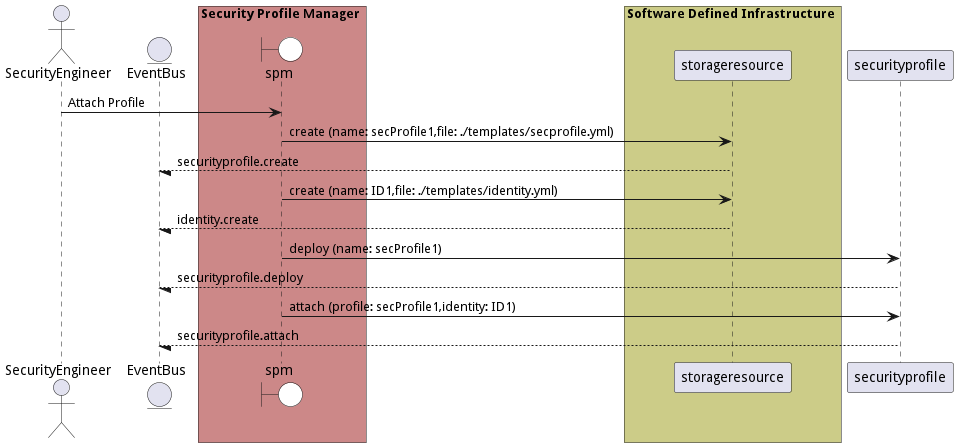 Security Profile Manager
Software Defined Infrastructure
SecurityEngineer
EventBus
spm
storageresource
securityprofile
Attach Profile
create (name: secProfile1,file: ./templates/secprofile.yml)
securityprofile.create
create (name: ID1,file: ./templates/identity.yml)
identity.create
deploy (name: secProfile1)
securityprofile.deploy
attach (profile: secProfile1,identity: ID1)
securityprofile.attach
SecurityEngineer
EventBus
spm
storageresource
securityprofile